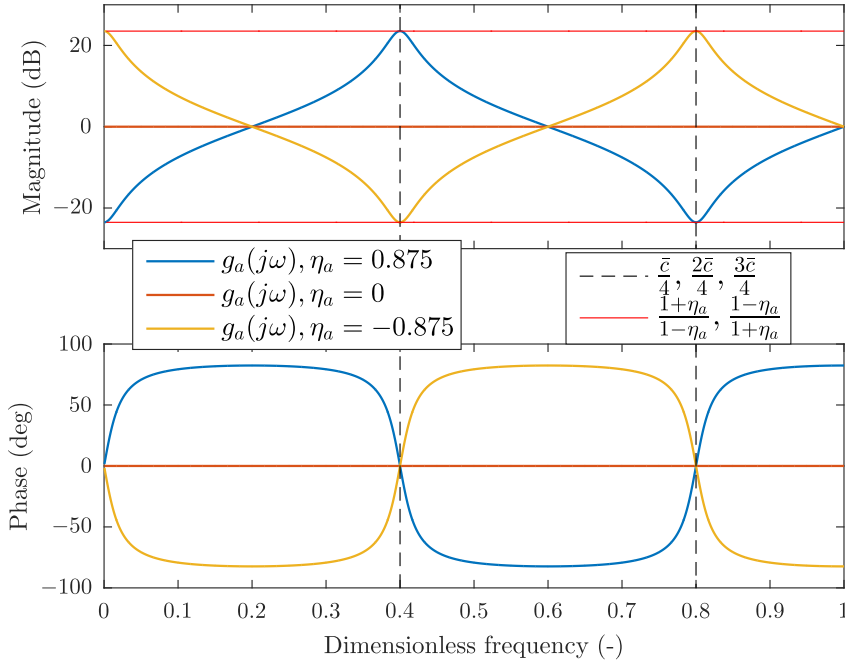 Magnitude (dB)
20
0
−20
g_a(jω), η_a = 0.875
g_a(jω), η_a = 0
g_a(jω), η_a = −0.875
c̄/4, 2c̄/4, 3c̄/4
1+η_a/1−η_a, 1−η_a/1+η_a
Phase (deg)
100
50
0
−50
−100
0 0.1 0.2 0.3 0.4 0.5 0.6 0.7 0.8 0.9 1
Dimensionless frequency (-)